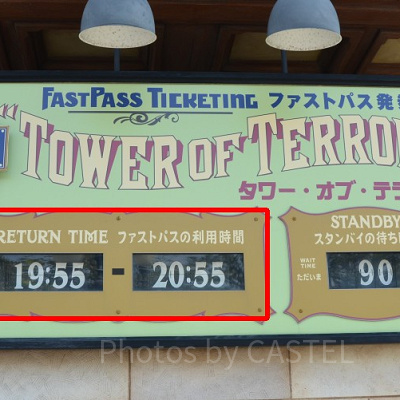 FASTPASS TICKETING ファストパス発
TOWER OF TERRO
タワー・オブ・テラ
RETURN TIME ファストパスの利用時間
19:55 - 20:55
STANDBY
スタンバイの待ち
WAIT TIME
ただいま
90
Photos by CASTEL